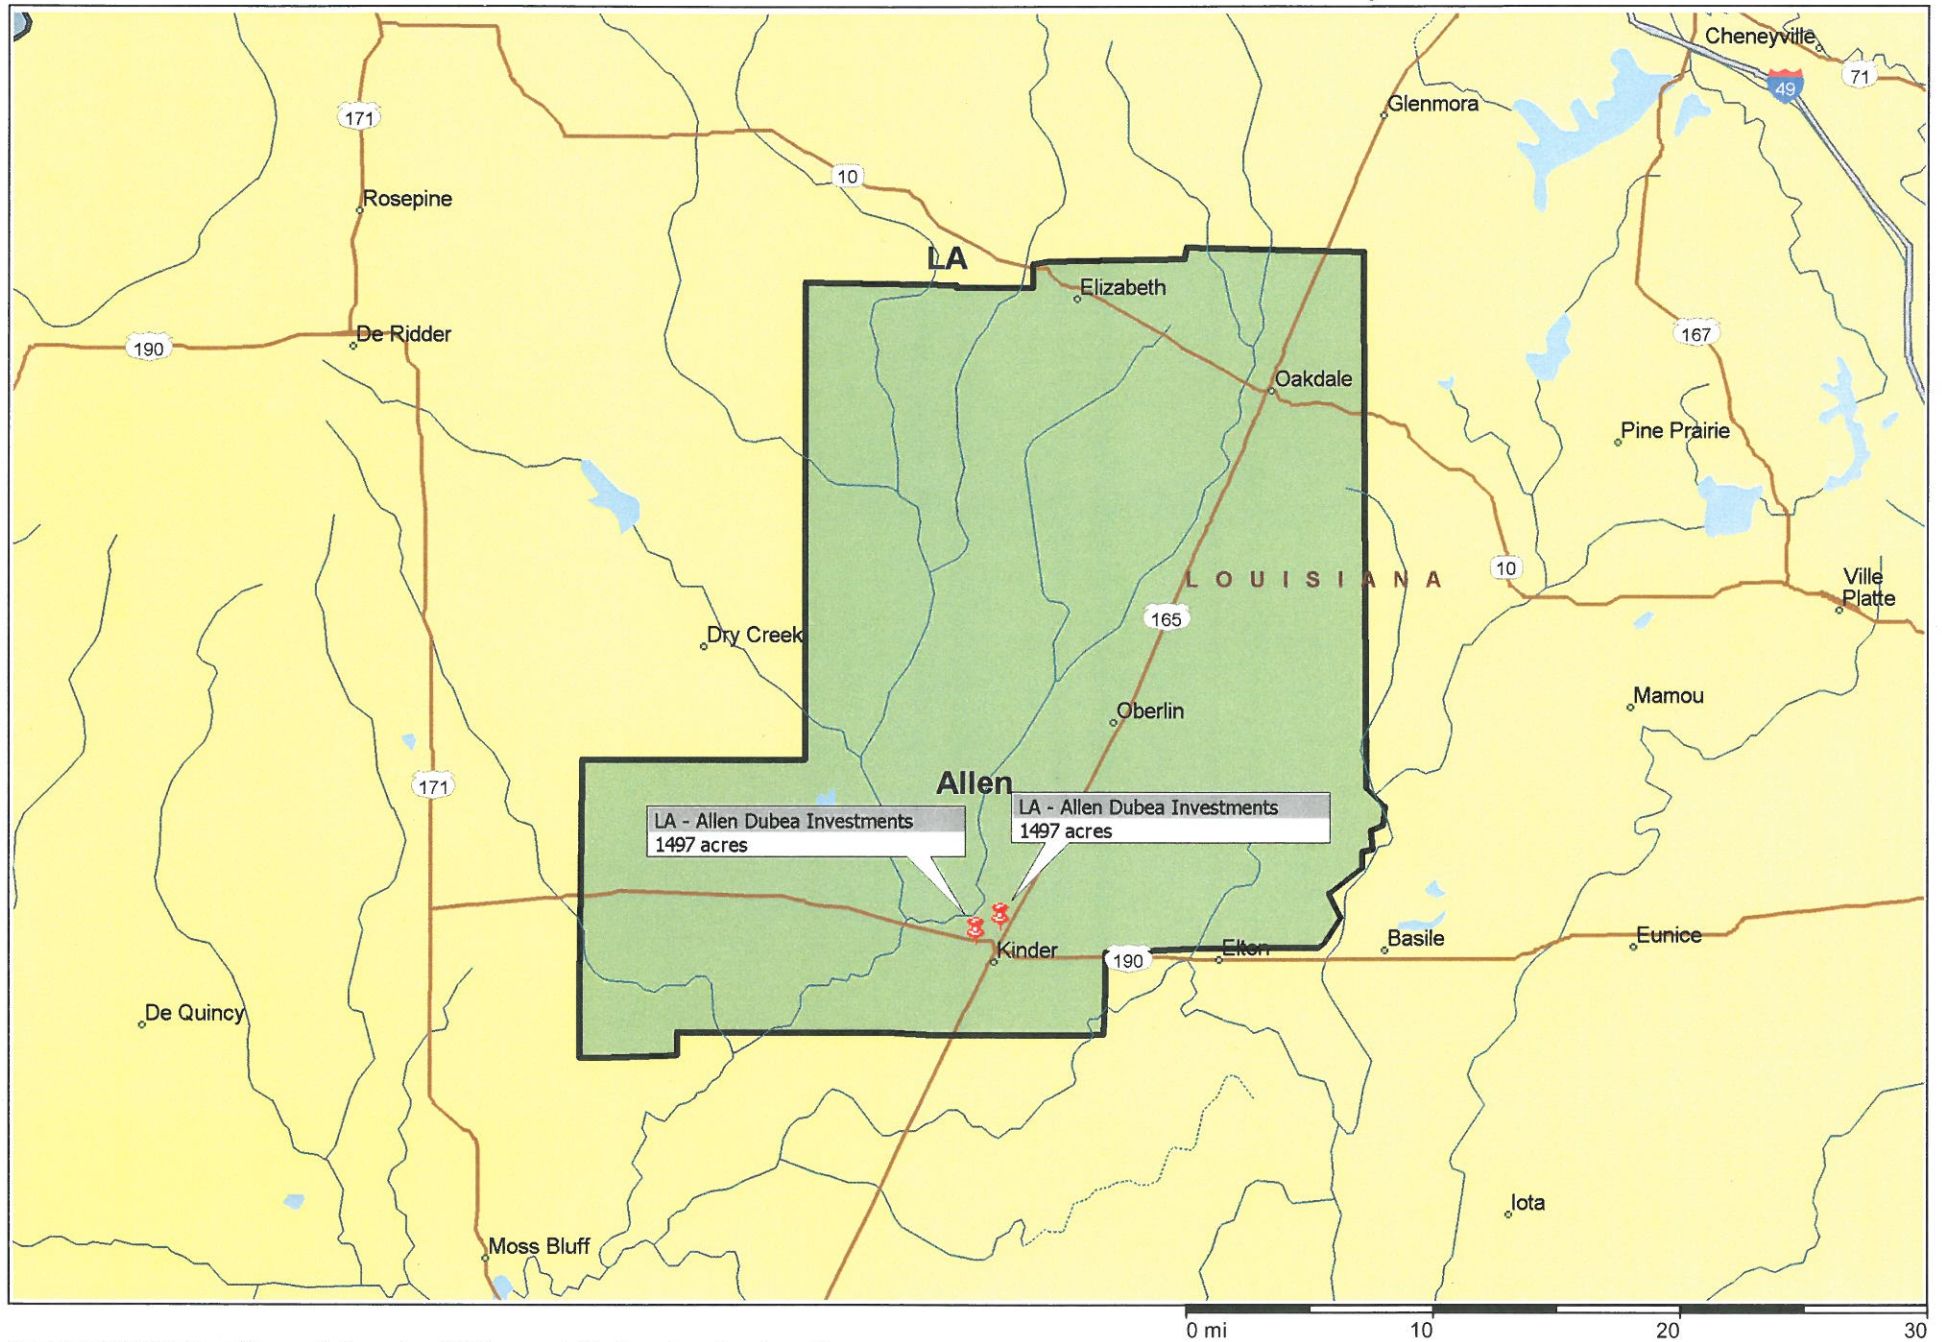 Cheneyville
71
49
Glenmora
171
10
Rosepine
LA
Elizabeth
190
De Ridder
167
Oakdale
Pine Prairie
10
LOUISIANA
Ville
Platte
165
Dry Creek
Mamou
Oberlin
171
Allen
LA - Allen Dubea Investments
1497 acres
LA - Allen Dubea Investments
1497 acres
Kinder
190
Elton
Basile
Eunice
De Quincy
Iota
Moss Bluff
0 mi 10 20 30